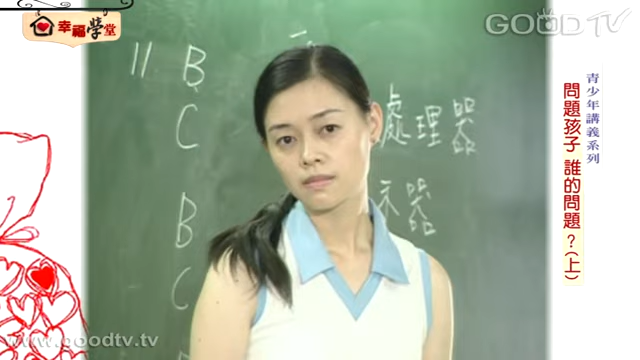 幸福學堂
GOOD TV
青少年講義系列
問題孩子 誰的問題？(上)
11 B
C 處理器
B 示器
C
B
www.goodtv.tv